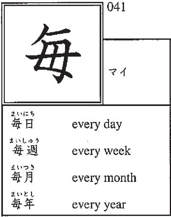 041
毎
マイ
まいにち
毎日 every day
まいしゅう
毎週 every week
まいつき
毎月 every month
まいとし
毎年 every year